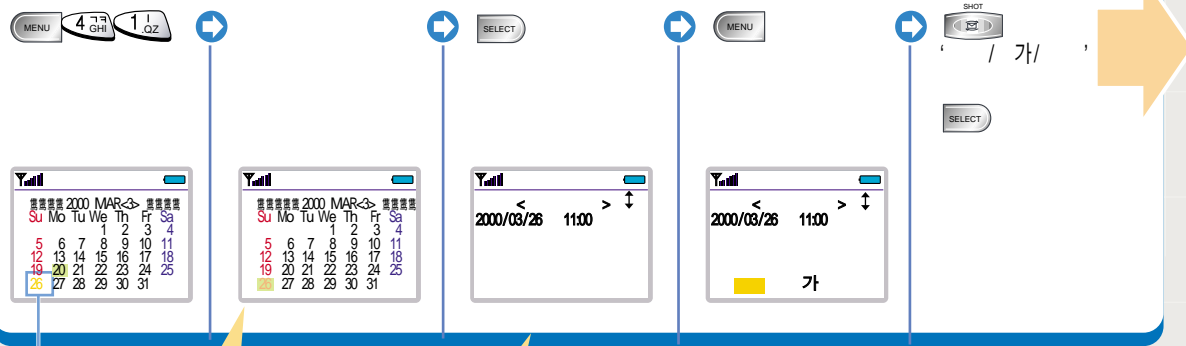 MENU 4 ㄱㅋ GHI 1 ㅣ .QZ
SELECT
MENU
SHOT
‘ / 가/ ’
SELECT
2000 MAR<3>
Su Mo Tu We Th Fr Sa
1 2 3 4
5 6 7 8 9 10 11
12 13 14 15 16 17 18
19 20 21 22 23 24 25
26 27 28 29 30 31
2000 MAR<3>
Su Mo Tu We Th Fr Sa
1 2 3 4
5 6 7 8 9 10 11
12 13 14 15 16 17 18
19 20 21 22 23 24 25
26 27 28 29 30 31
< >
2000/03/26 11:00
< >
2000/03/26 11:00
가